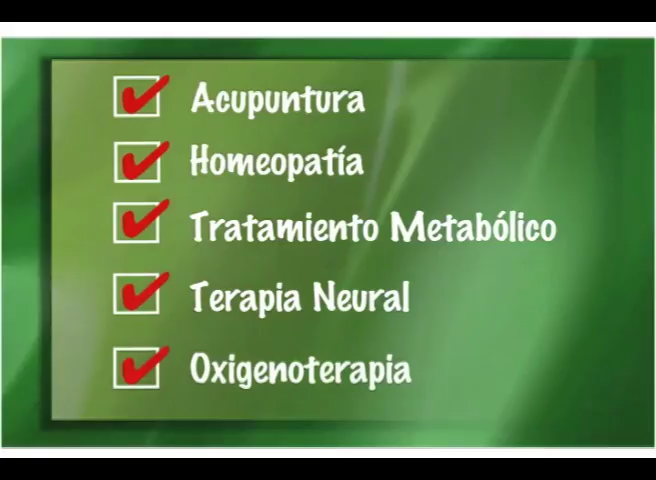 Acupuntura
Homeopatía
Tratamiento Metabólico
Terapia Neural
Oxigenoterapia